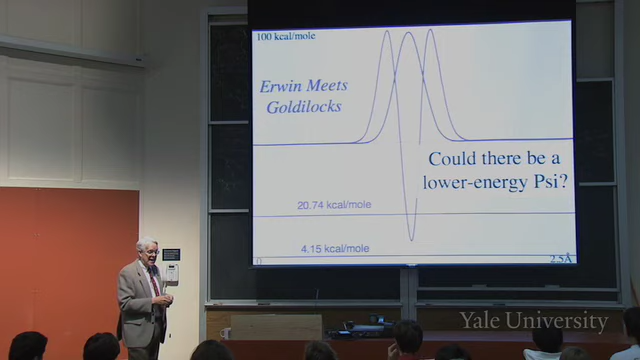 100 kcal/mole
Erwin Meets
Goldilocks
Could there be a
lower-energy Psi?
20.74 kcal/mole
4.15 kcal/mole
0
2.5Å
Yale University